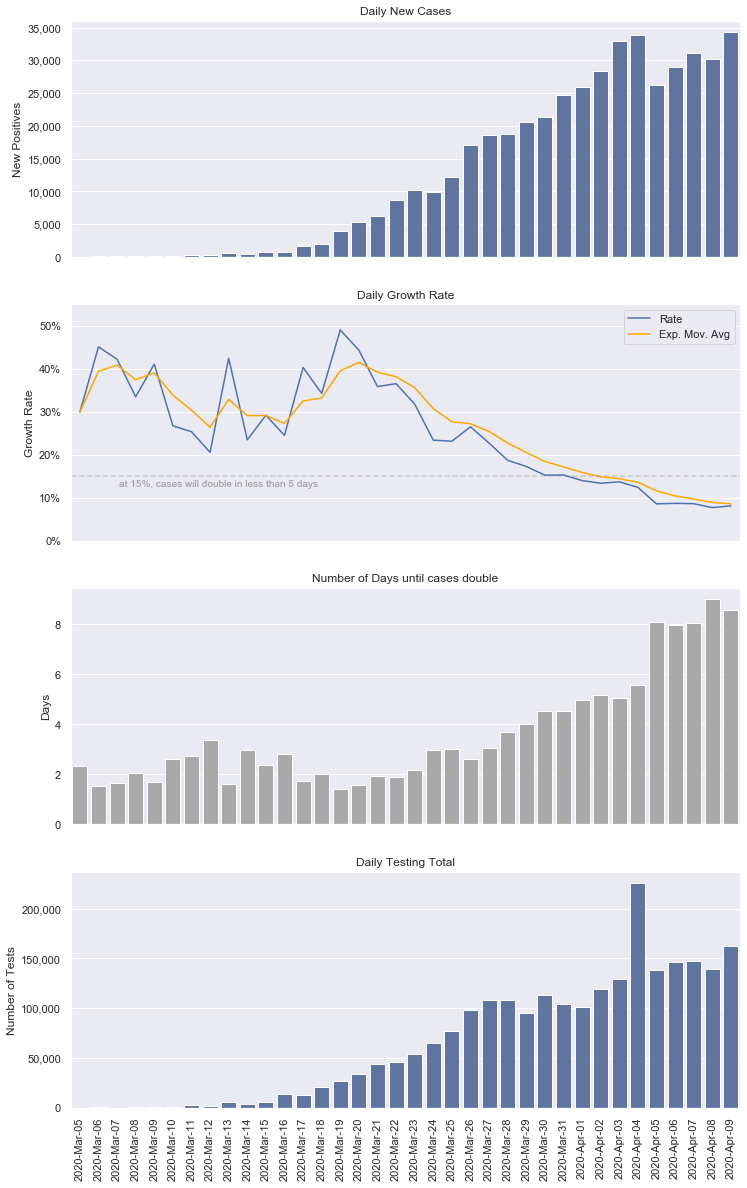 Daily New Cases
35,000
30,000
25,000
20,000
15,000
10,000
5,000
0
New Positives
Daily Growth Rate
50%
40%
30%
20%
10%
0%
Growth Rate
Rate
Exp. Mov. Avg
at 15%, cases will double in less than 5 days
Number of Days until cases double
8
6
4
2
0
Days
Daily Testing Total
200,000
150,000
100,000
50,000
0
Number of Tests
2020-Mar-05
2020-Mar-06
2020-Mar-07
2020-Mar-08
2020-Mar-09
2020-Mar-10
2020-Mar-11
2020-Mar-12
2020-Mar-13
2020-Mar-14
2020-Mar-15
2020-Mar-16
2020-Mar-17
2020-Mar-18
2020-Mar-19
2020-Mar-20
2020-Mar-21
2020-Mar-22
2020-Mar-23
2020-Mar-24
2020-Mar-25
2020-Mar-26
2020-Mar-27
2020-Mar-28
2020-Mar-29
2020-Mar-30
2020-Mar-31
2020-Apr-01
2020-Apr-02
2020-Apr-03
2020-Apr-04
2020-Apr-05
2020-Apr-06
2020-Apr-07
2020-Apr-08
2020-Apr-09